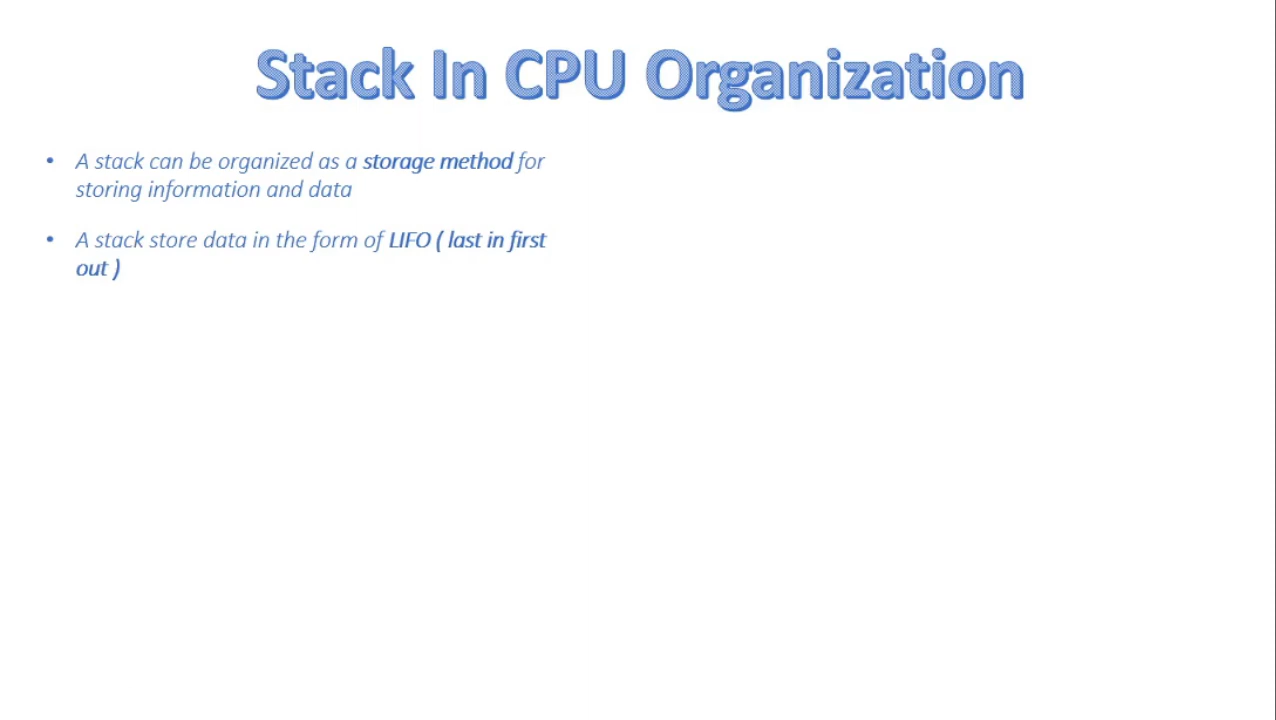 Stack In CPU Organization
• A stack can be organized as a storage method for
storing information and data
• A stack store data in the form of LIFO ( last in first
out )